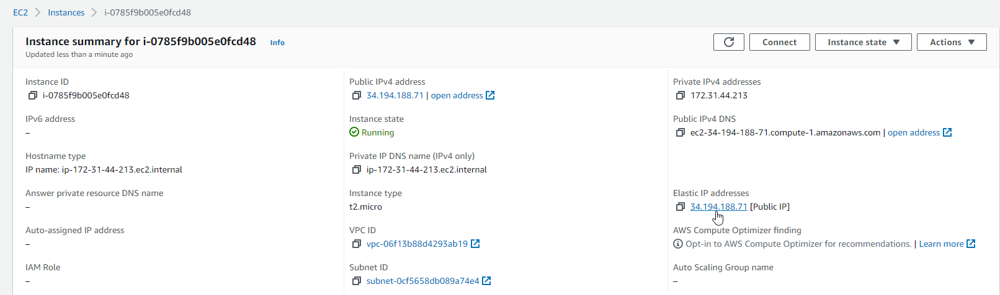 EC2 > Instances > i-0785f9b005e0fcd48
Instance summary for i-0785f9b005e0fcd48 Info
Updated less than a minute ago
Connect
Instance state
Actions
Instance ID
i-0785f9b005e0fcd48
Public IPv4 address
34.194.188.71 | open address
Private IPv4 addresses
172.31.44.213
IPv6 address
–
Instance state
Running
Public IPv4 DNS
ec2-34-194-188-71.compute-1.amazonaws.com | open address
Hostname type
IP name: ip-172-31-44-213.ec2.internal
Private IP DNS name (IPv4 only)
ip-172-31-44-213.ec2.internal
Answer private resource DNS name
–
Instance type
t2.micro
Elastic IP addresses
34.194.188.71 [Public IP]
Auto-assigned IP address
–
VPC ID
vpc-06f13b88d4293ab19
AWS Compute Optimizer finding
Opt-in to AWS Compute Optimizer for recommendations. | Learn more
IAM Role
–
Subnet ID
subnet-0cf5658db089a74e4
Auto Scaling Group name
–